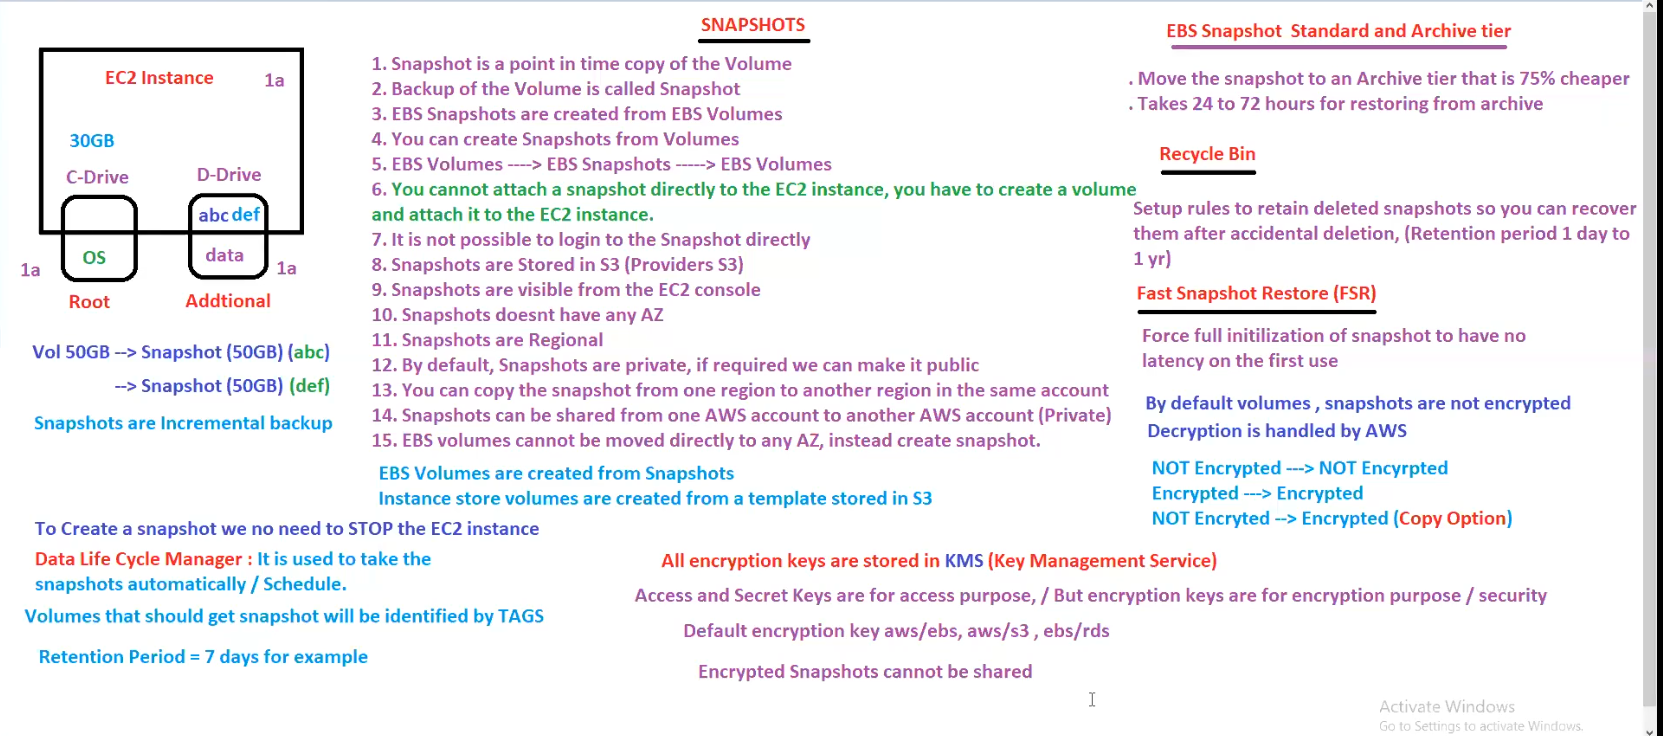 SNAPSHOTS
EC2 Instance
1a
30GB
C-Drive
D-Drive
abc def
OS
data
1a
1a
Root
Addtional
Vol 50GB --> Snapshot (50GB) (abc)
--> Snapshot (50GB) (def)
Snapshots are Incremental backup
1. Snapshot is a point in time copy of the Volume
2. Backup of the Volume is called Snapshot
3. EBS Snapshots are created from EBS Volumes
4. You can create Snapshots from Volumes
5. EBS Volumes ----> EBS Snapshots -----> EBS Volumes
6. You cannot attach a snapshot directly to the EC2 instance, you have to create a volume
and attach it to the EC2 instance.
7. It is not possible to login to the Snapshot directly
8. Snapshots are Stored in S3 (Providers S3)
9. Snapshots are visible from the EC2 console
10. Snapshots doesnt have any AZ
11. Snapshots are Regional
12. By default, Snapshots are private, if required we can make it public
13. You can copy the snapshot from one region to another region in the same account
14. Snapshots can be shared from one AWS account to another AWS account (Private)
15. EBS volumes cannot be moved directly to any AZ, instead create snapshot.
EBS Volumes are created from Snapshots
Instance store volumes are created from a template stored in S3
To Create a snapshot we no need to STOP the EC2 instance
Data Life Cycle Manager : It is used to take the
snapshots automatically / Schedule.
Volumes that should get snapshot will be identified by TAGS
Retention Period = 7 days for example
EBS Snapshot Standard and Archive tier
. Move the snapshot to an Archive tier that is 75% cheaper
. Takes 24 to 72 hours for restoring from archive
Recycle Bin
Setup rules to retain deleted snapshots so you can recover
them after accidental deletion, (Retention period 1 day to
1 yr)
Fast Snapshot Restore (FSR)
Force full initilization of snapshot to have no
latency on the first use
By default volumes , snapshots are not encrypted
Decryption is handled by AWS
NOT Encrypted ---> NOT Encyrpted
Encrypted ---> Encrypted
NOT Encryted --> Encrypted (Copy Option)
All encryption keys are stored in KMS (Key Management Service)
Access and Secret Keys are for access purpose, / But encryption keys are for encryption purpose / security
Default encryption key aws/ebs, aws/s3 , ebs/rds
Encrypted Snapshots cannot be shared
Activate Windows
Go to Settings to activate Windows.